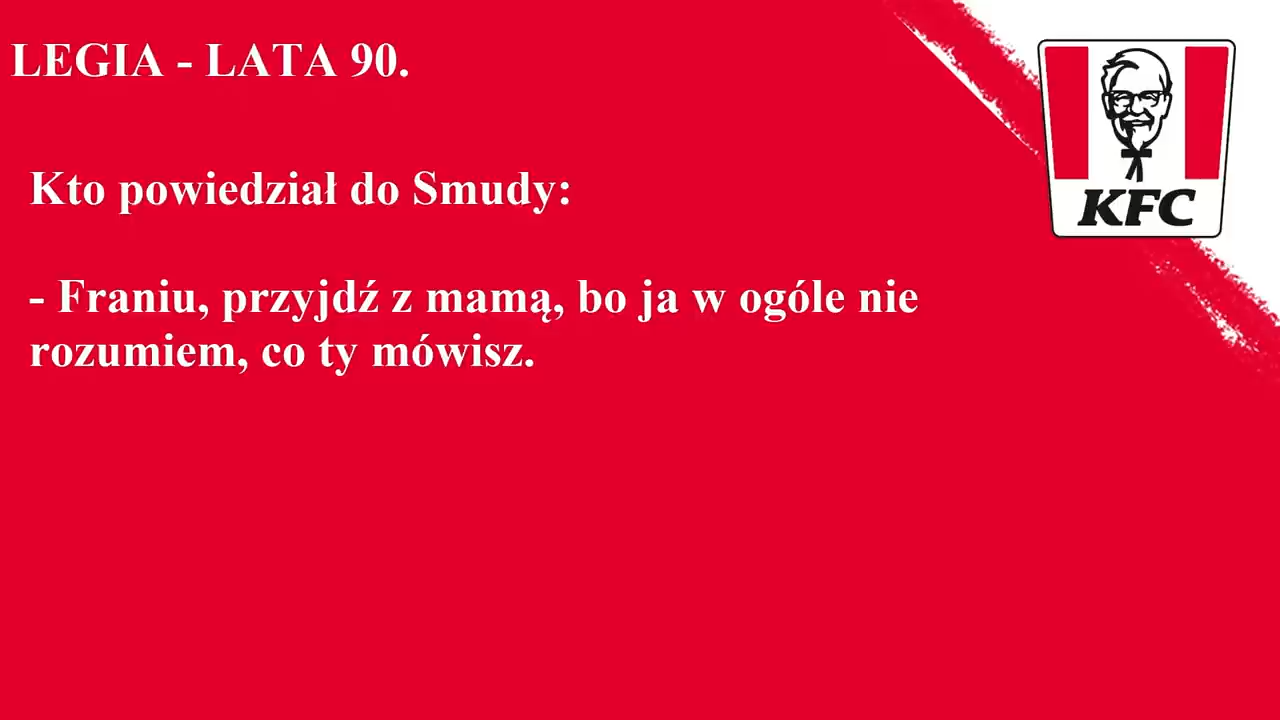 LEGIA - LATA 90.
KFC
Kto powiedział do Smudy:
- Franiu, przyjdź z mamą, bo ja w ogóle nie
rozumiem, co ty mówisz.